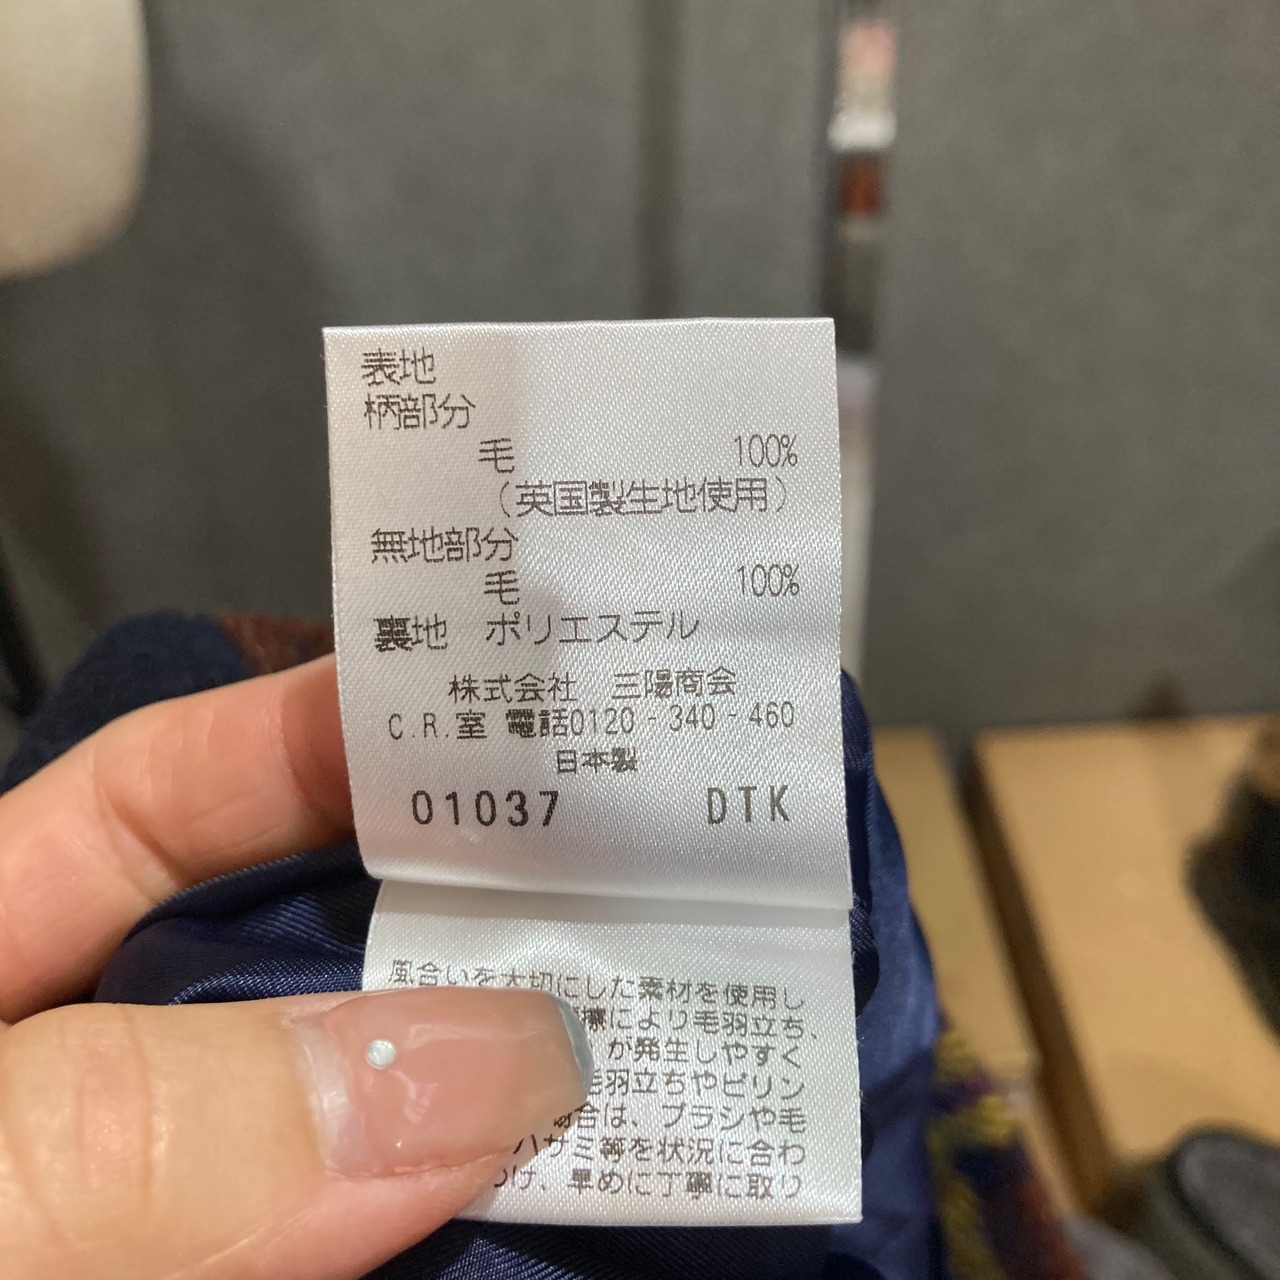 表地
柄部分
毛 100%
(英国製生地使用)
無地部分
毛 100%
裏地 ポリエステル
株式会社 三陽商会
C.R.室 電話0120-340-460
日本製
01037 DTK
風合いを大切にした素材を使用し
擦により毛羽立ち、
が発生しやすく
毛羽立ちやピリン
場合は、ブラシや毛
ハサミ等を状況に合わ
つけ、早めに丁寧に取り